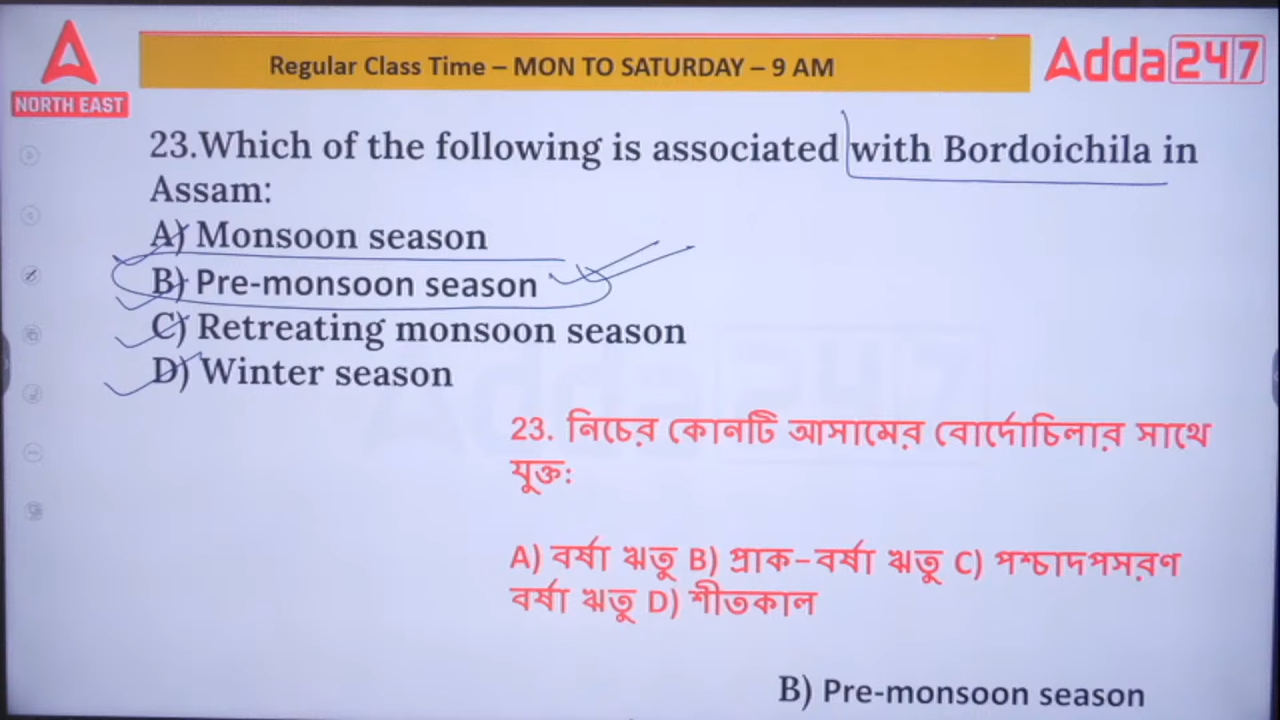 Regular Class Time – MON TO SATURDAY – 9 AM
Adda247
NORTH EAST
23.Which of the following is associated with Bordoichila in
Assam:
A) Monsoon season
B) Pre-monsoon season
C) Retreating monsoon season
D) Winter season
23. নিচের কোনটি আসামের বোর্দোচিলার সাথে
যুক্ত:
A) বর্ষা ঋতু B) প্রাক-বর্ষা ঋতু C) পশ্চাদপসরণ
বর্ষা ঋতু D) শীতকাল
B) Pre-monsoon season